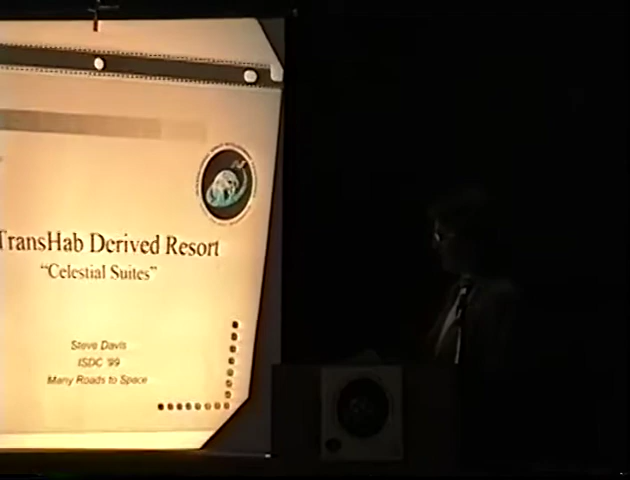 TransHab Derived Resort
"Celestial Suites"
Steve Davis
ISDC '99
Many Roads to Space